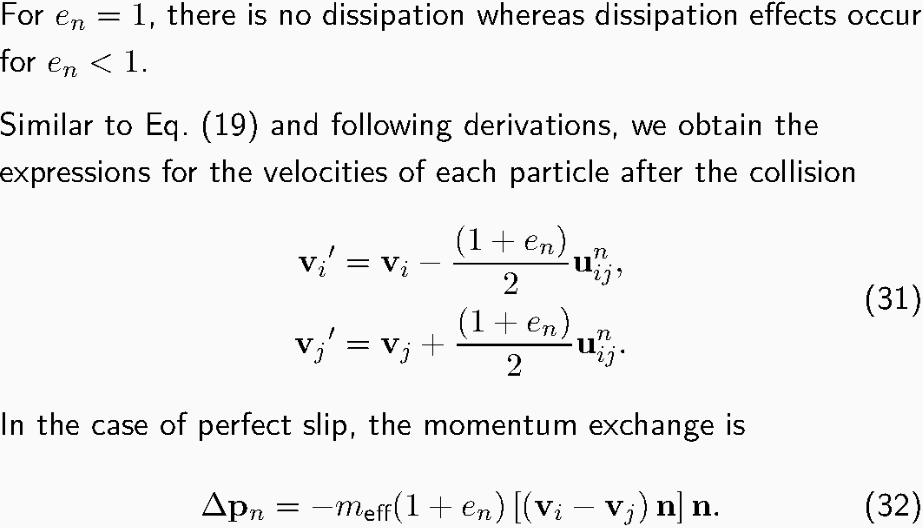 For $e_n = 1$, there is no dissipation whereas dissipation effects occur
for $e_n < 1$.
Similar to Eq. (19) and following derivations, we obtain the
expressions for the velocities of each particle after the collision
$\mathbf{v}_i{}' = \mathbf{v}_i - \frac{(1 + e_n)}{2} \mathbf{u}_{ij}^n,$
$\mathbf{v}_j{}' = \mathbf{v}_j + \frac{(1 + e_n)}{2} \mathbf{u}_{ij}^n.$
(31)
In the case of perfect slip, the momentum exchange is
$\Delta \mathbf{p}_n = -m_{\text{eff}}(1 + e_n) \left[ (\mathbf{v}_i - \mathbf{v}_j) \, \mathbf{n} \right] \mathbf{n}.$ (32)